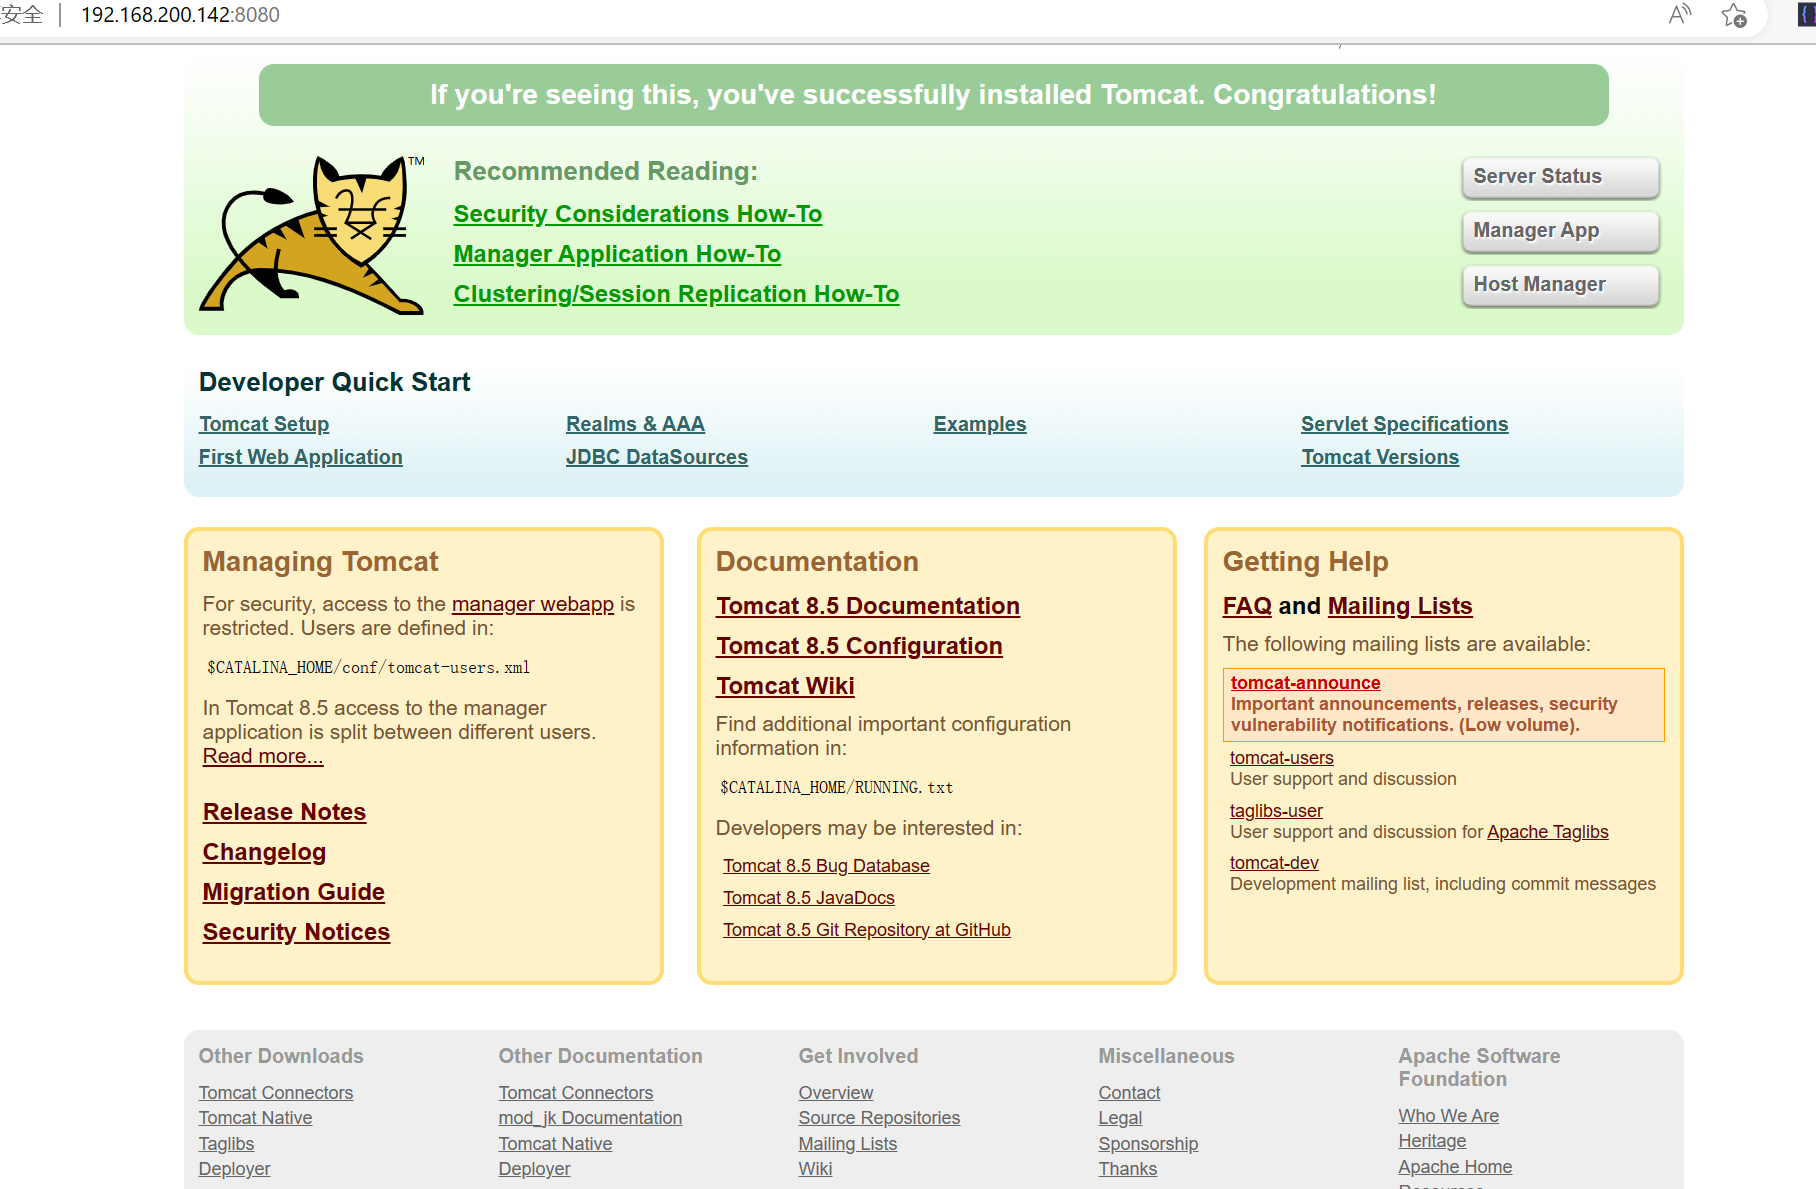 安全 | 192.168.200.142:8080
If you're seeing this, you've successfully installed Tomcat. Congratulations!
TM
Recommended Reading:
Security Considerations How-To
Manager Application How-To
Clustering/Session Replication How-To
Server Status
Manager App
Host Manager
Developer Quick Start
Tomcat Setup
First Web Application
Realms & AAA
JDBC DataSources
Examples
Servlet Specifications
Tomcat Versions
Managing Tomcat
For security, access to the manager webapp is
restricted. Users are defined in:
$CATALINA_HOME/conf/tomcat-users.xml
In Tomcat 8.5 access to the manager
application is split between different users.
Read more...
Release Notes
Changelog
Migration Guide
Security Notices
Documentation
Tomcat 8.5 Documentation
Tomcat 8.5 Configuration
Tomcat Wiki
Find additional important configuration
information in:
$CATALINA_HOME/RUNNING.txt
Developers may be interested in:
Tomcat 8.5 Bug Database
Tomcat 8.5 JavaDocs
Tomcat 8.5 Git Repository at GitHub
Getting Help
FAQ and Mailing Lists
The following mailing lists are available:
tomcat-announce
Important announcements, releases, security
vulnerability notifications. (Low volume).
tomcat-users
User support and discussion
taglibs-user
User support and discussion for Apache Taglibs
tomcat-dev
Development mailing list, including commit messages
Other Downloads
Tomcat Connectors
Tomcat Native
Taglibs
Deployer
Other Documentation
Tomcat Connectors
mod_jk Documentation
Tomcat Native
Deployer
Get Involved
Overview
Source Repositories
Mailing Lists
Wiki
Miscellaneous
Contact
Legal
Sponsorship
Thanks
Apache Software
Foundation
Who We Are
Heritage
Apache Home